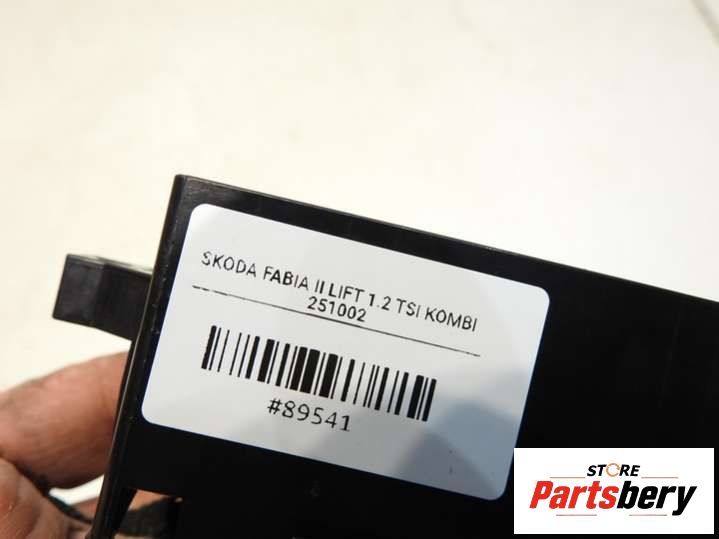 SKODA FABIA II LIFT 1.2 TSI KOMBI
251002
#89541
STORE
Partsbery